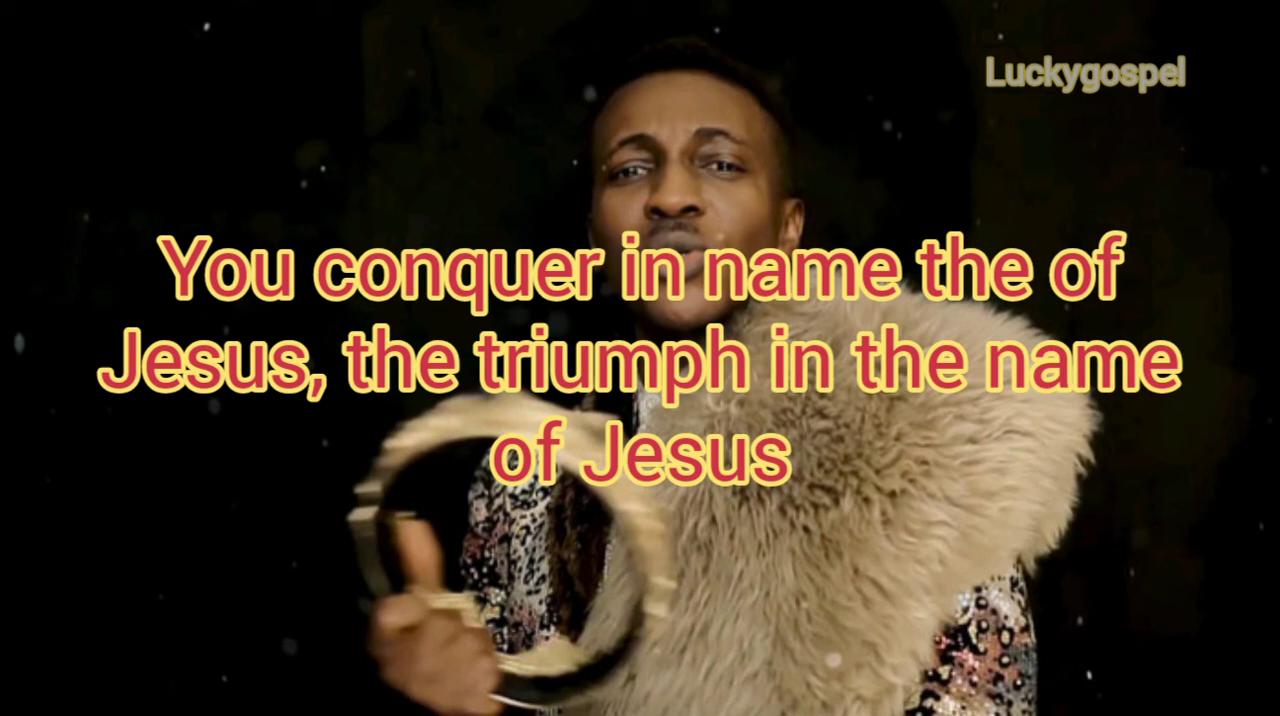 Luckygospel
You conquer in name the of
Jesus, the triumph in the name
of Jesus